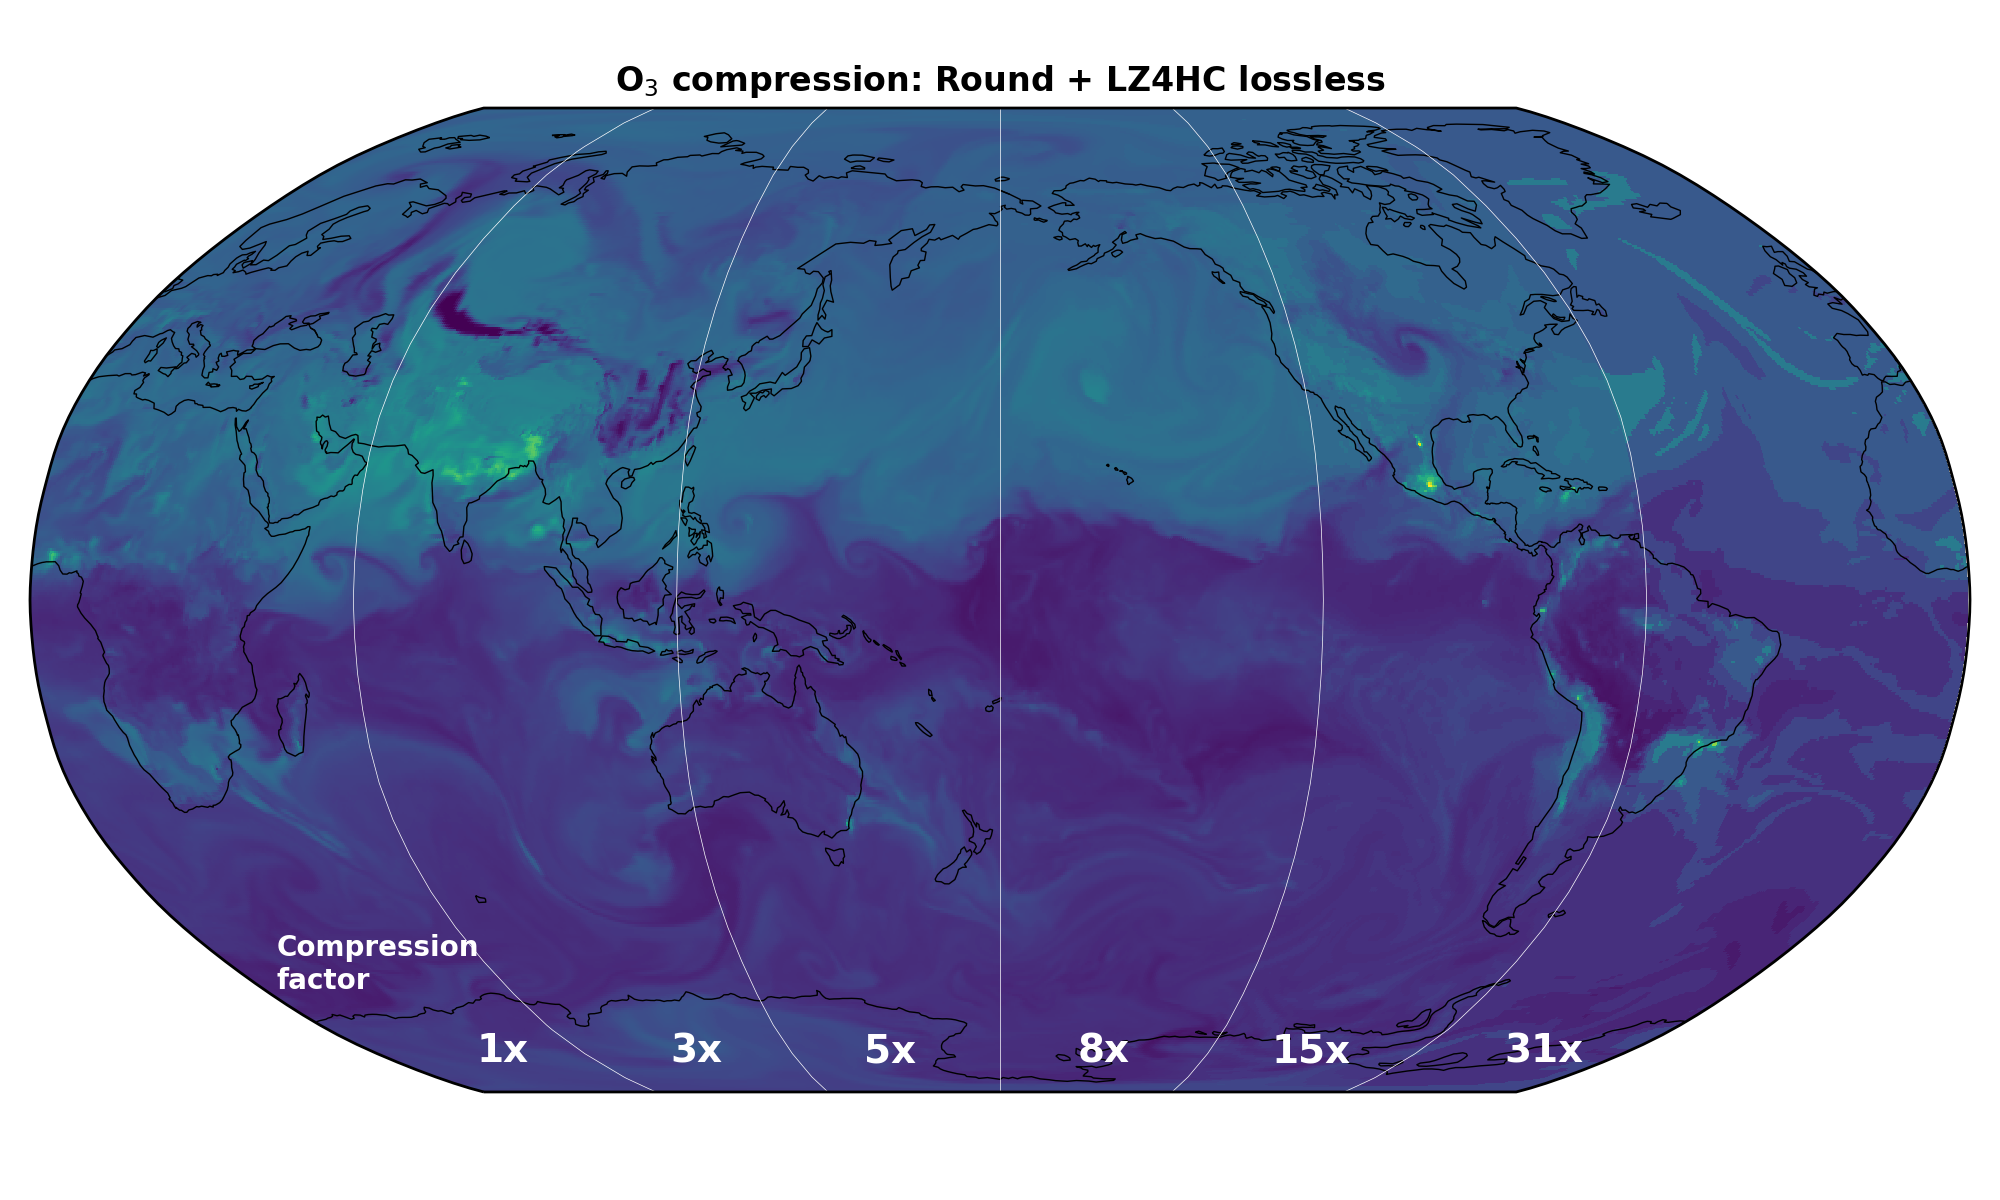 O₃ compression: Round + LZ4HC lossless
Compression
factor
1x 3x 5x 8x 15x 31x